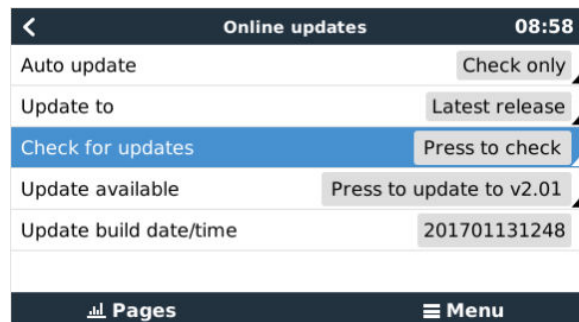 Online updates 08:58
Auto update Check only
Update to Latest release
Check for updates Press to check
Update available Press to update to v2.01
Update build date/time 201701131248
Pages Menu